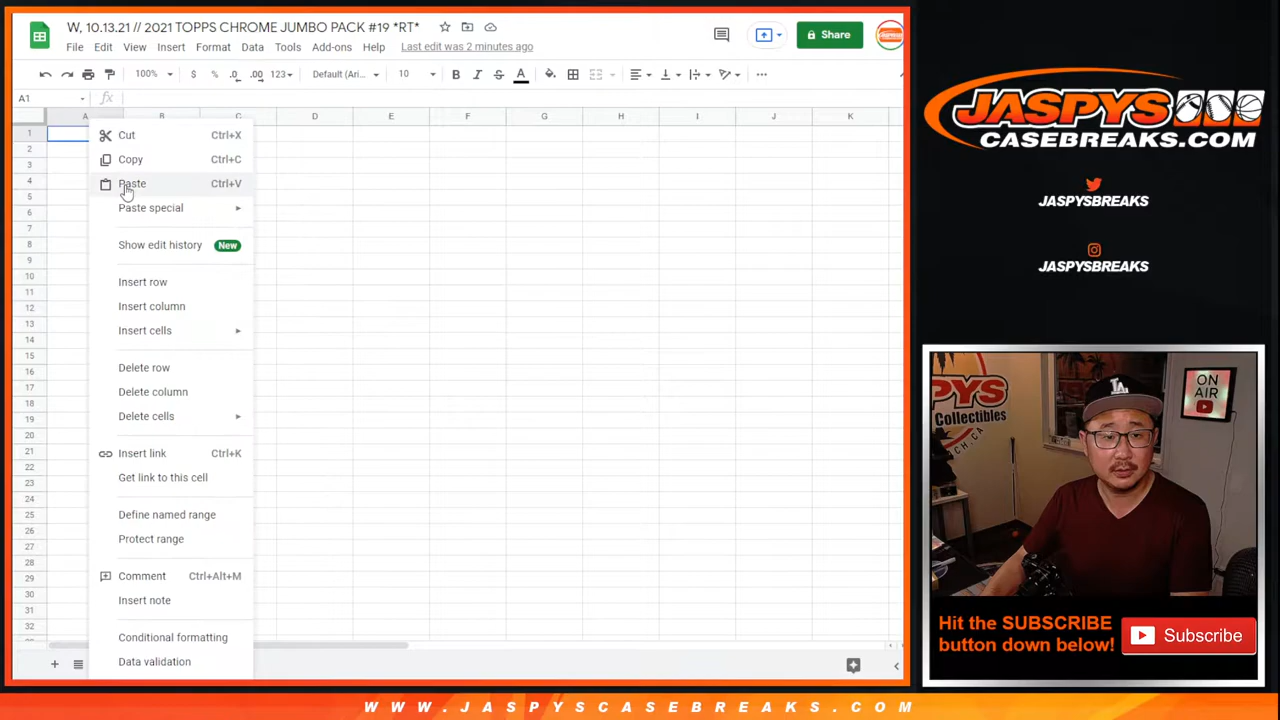 W, 10.13.21 // 2021 TOPPS CHROME JUMBO PACK #19 *RT*
File Edit View Insert Format Data Tools Add-ons Help Last edit was 2 minutes ago
Share
100% $ % .0 .00 123 Default (Ari... 10 B I S A
A1 fx
A B C D E F G H I J K
1
2
3
4
5
6
7
8
9
10
11
12
13
14
15
16
17
18
19
20
21
22
23
24
25
26
27
28
29
30
31
32
Cut Ctrl+X
Copy Ctrl+C
Paste Ctrl+V
Paste special
Show edit history New
Insert row
Insert column
Insert cells
Delete row
Delete column
Delete cells
Insert link Ctrl+K
Get link to this cell
Define named range
Protect range
Comment Ctrl+Alt+M
Insert note
Conditional formatting
Data validation
JASPYS
CASEBREAKS.COM
JASPYSBREAKS
JASPYSBREAKS
PYS
Collectibles
CH.CA
ON
AIR
LA
Hit the SUBSCRIBE
button down below!
Subscribe
WWW.JASPYSCASEBREAKS.COM